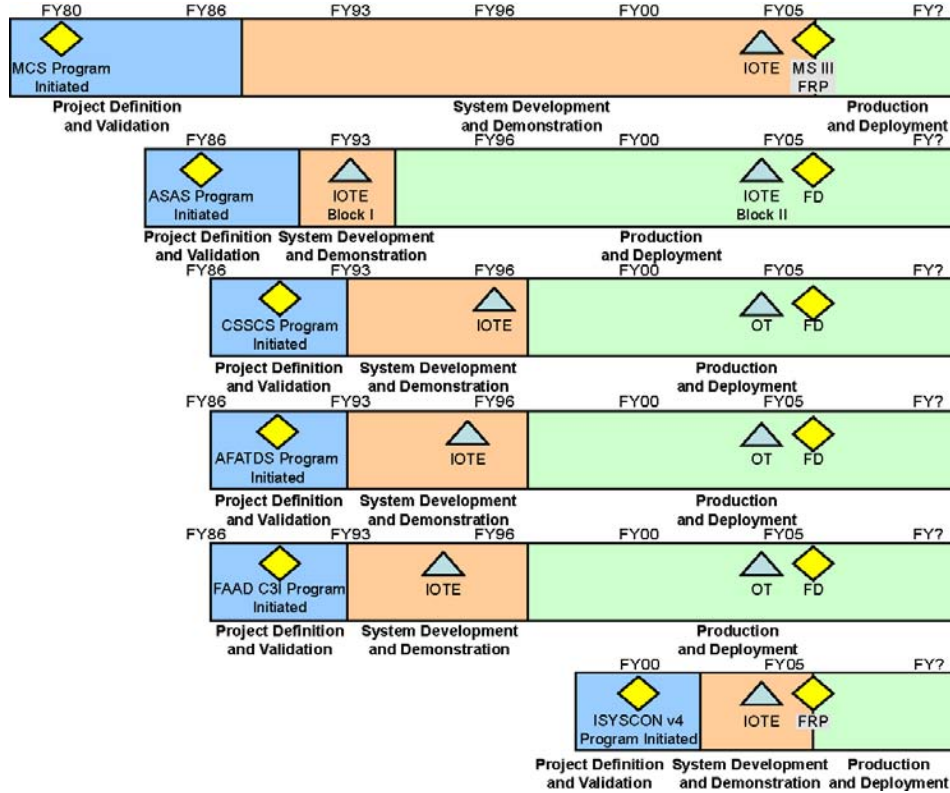 FY80 FY86 FY93 FY96 FY00 FY05 FY?
MCS Program
Initiated
IOTE
MS III
FRP
Project Definition
and Validation
System Development
and Demonstration
Production
and Deployment
FY86 FY93 FY96 FY00 FY05 FY?
ASAS Program
Initiated
IOTE
Block I
IOTE
Block II
FD
Project Definition
and Validation
System Development
and Demonstration
Production
and Deployment
FY86 FY93 FY96 FY00 FY05 FY?
CSSCS Program
Initiated
IOTE
OT
FD
Project Definition
and Validation
System Development
and Demonstration
Production
and Deployment
FY86 FY93 FY96 FY00 FY05 FY?
AFATDS Program
Initiated
IOTE
OT
FD
Project Definition
and Validation
System Development
and Demonstration
Production
and Deployment
FY86 FY93 FY96 FY00 FY05 FY?
FAAD C3I Program
Initiated
IOTE
OT
FD
Project Definition
and Validation
System Development
and Demonstration
Production
and Deployment
FY00 FY05 FY?
ISYSCON v4
Program Initiated
IOTE
FRP
Project Definition
and Validation
System Development
and Demonstration
Production
and Deployment